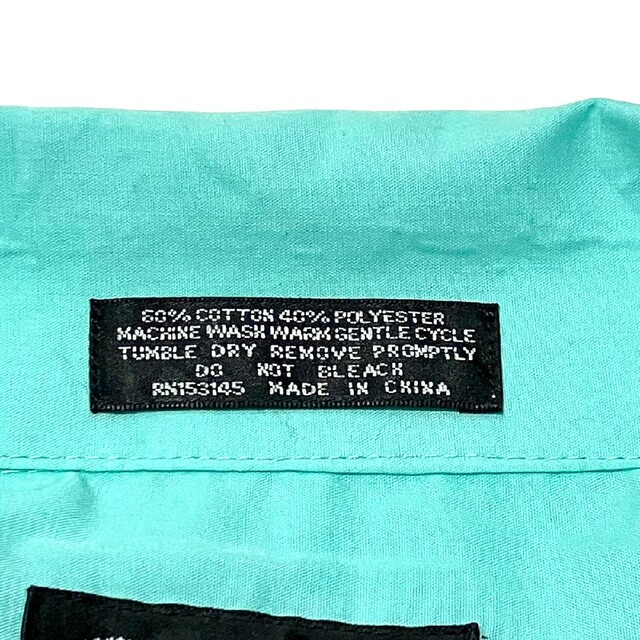 60% COTTON 40% POLYESTER
MACHINE WASH WARM GENTLE CYCLE
TUMBLE DRY REMOVE PROMPTLY
DO NOT BLEACH
RN153145 MADE IN CHINA